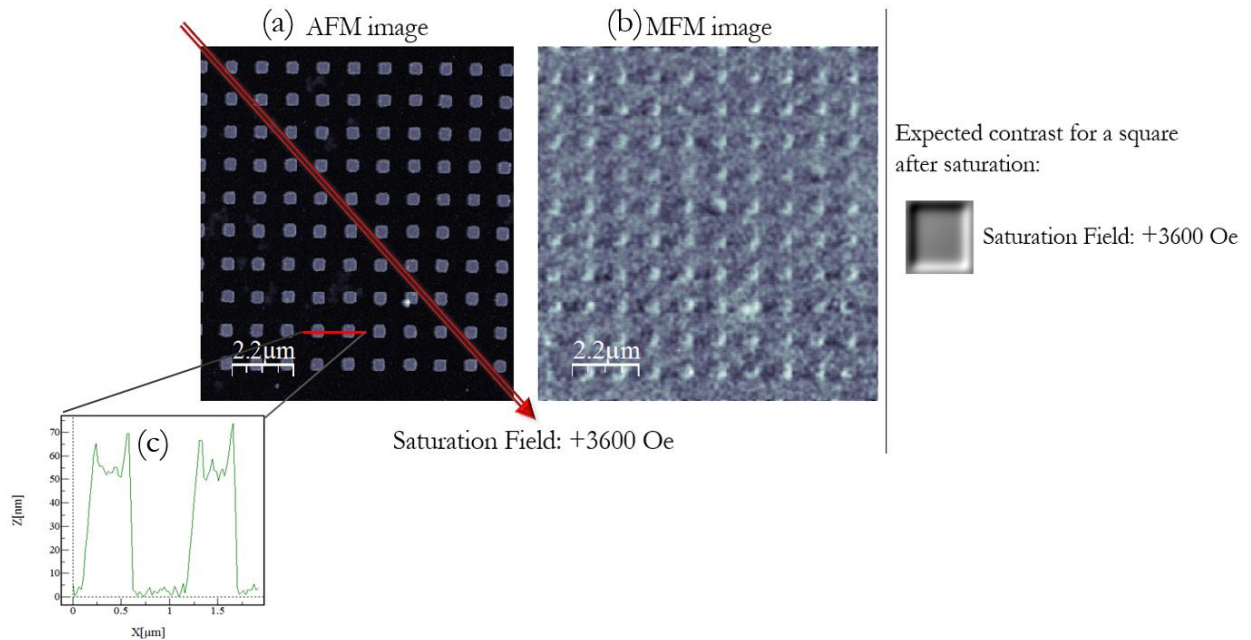 (a) AFM image
(b) MFM image
Expected contrast for a square
after saturation:
Saturation Field: +3600 Oe
2.2µm
2.2µm
Saturation Field: +3600 Oe
(c)
70
60
50
40
30
20
10
0
Z[nm]
0
0.5
1
1.5
X[µm]